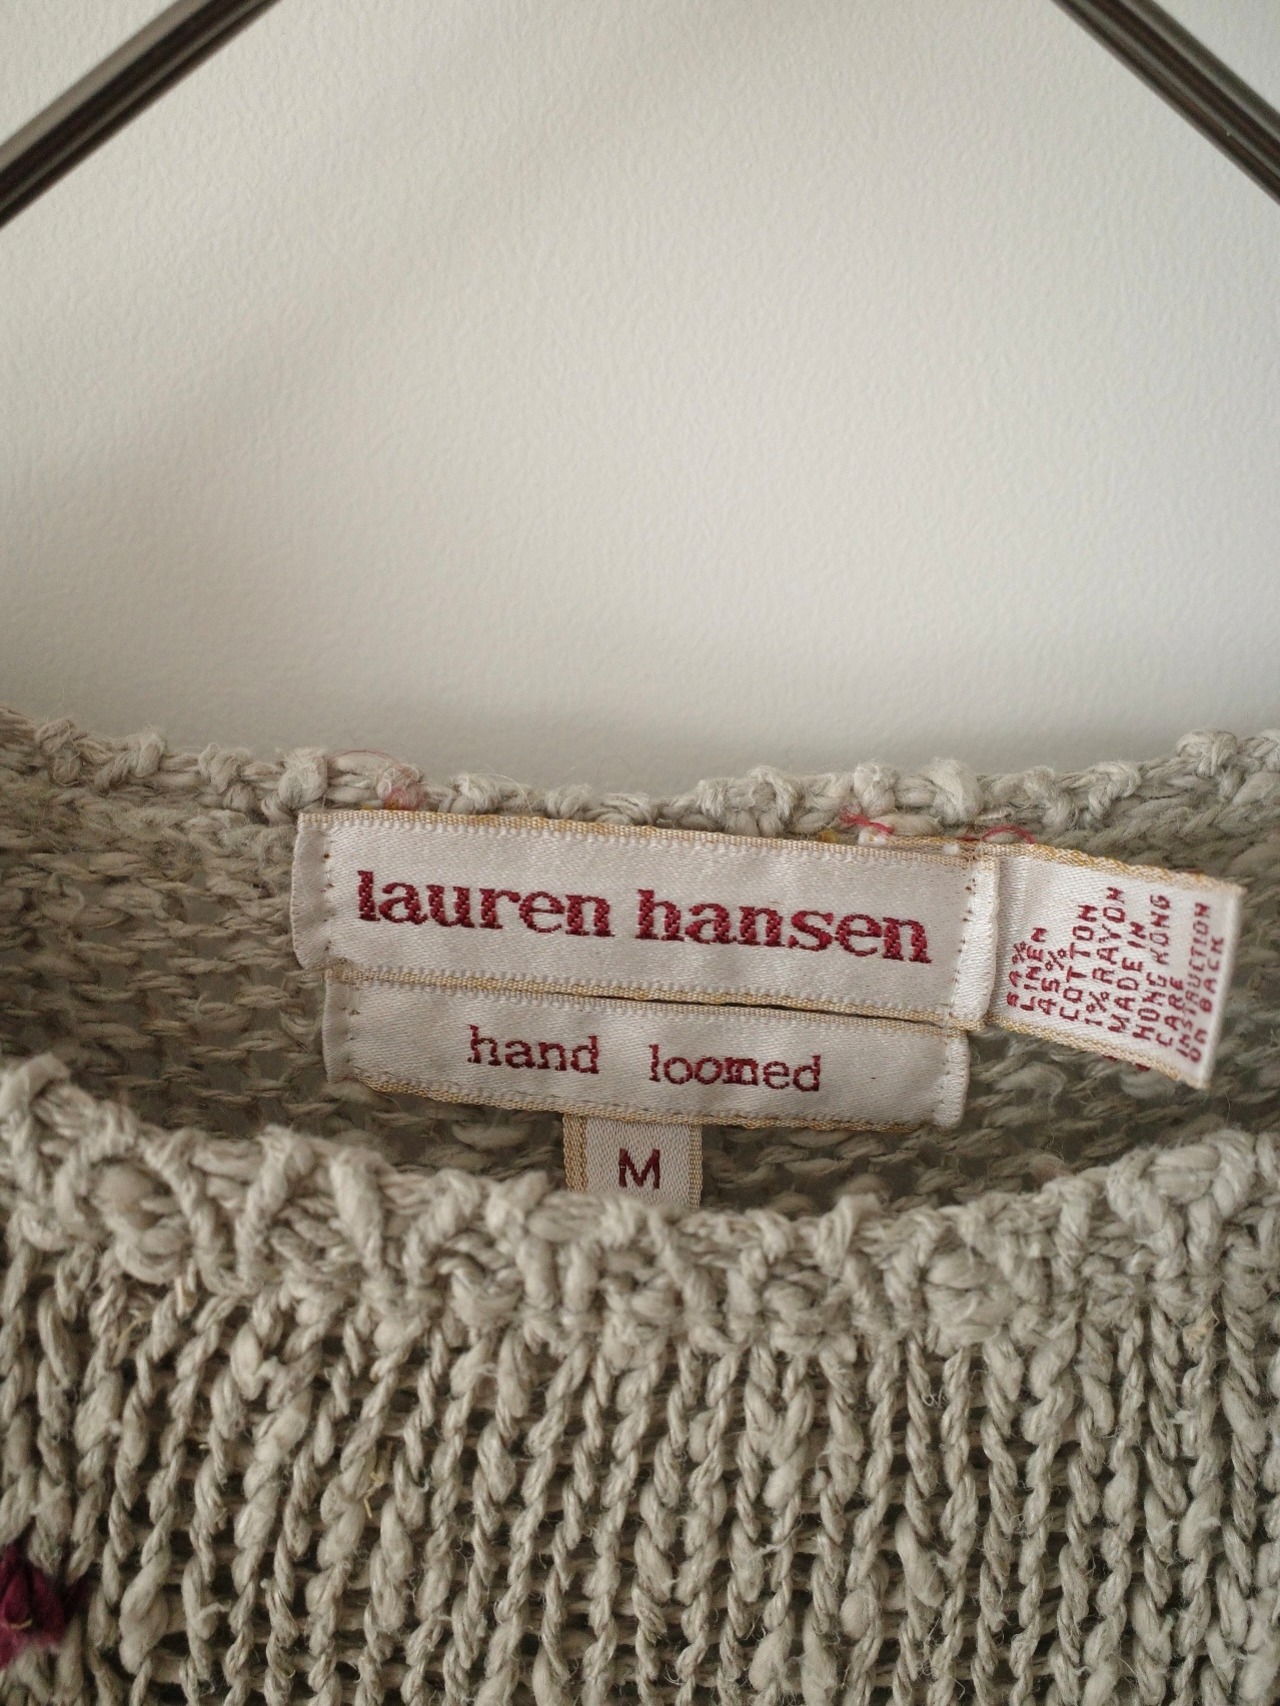 lauren hansen
hand loomed
M
54%
LINEN
45%
COTTON
1% RAYON
MADE IN
HONG KONG
CARE
INSTRUCTION
ON BACK